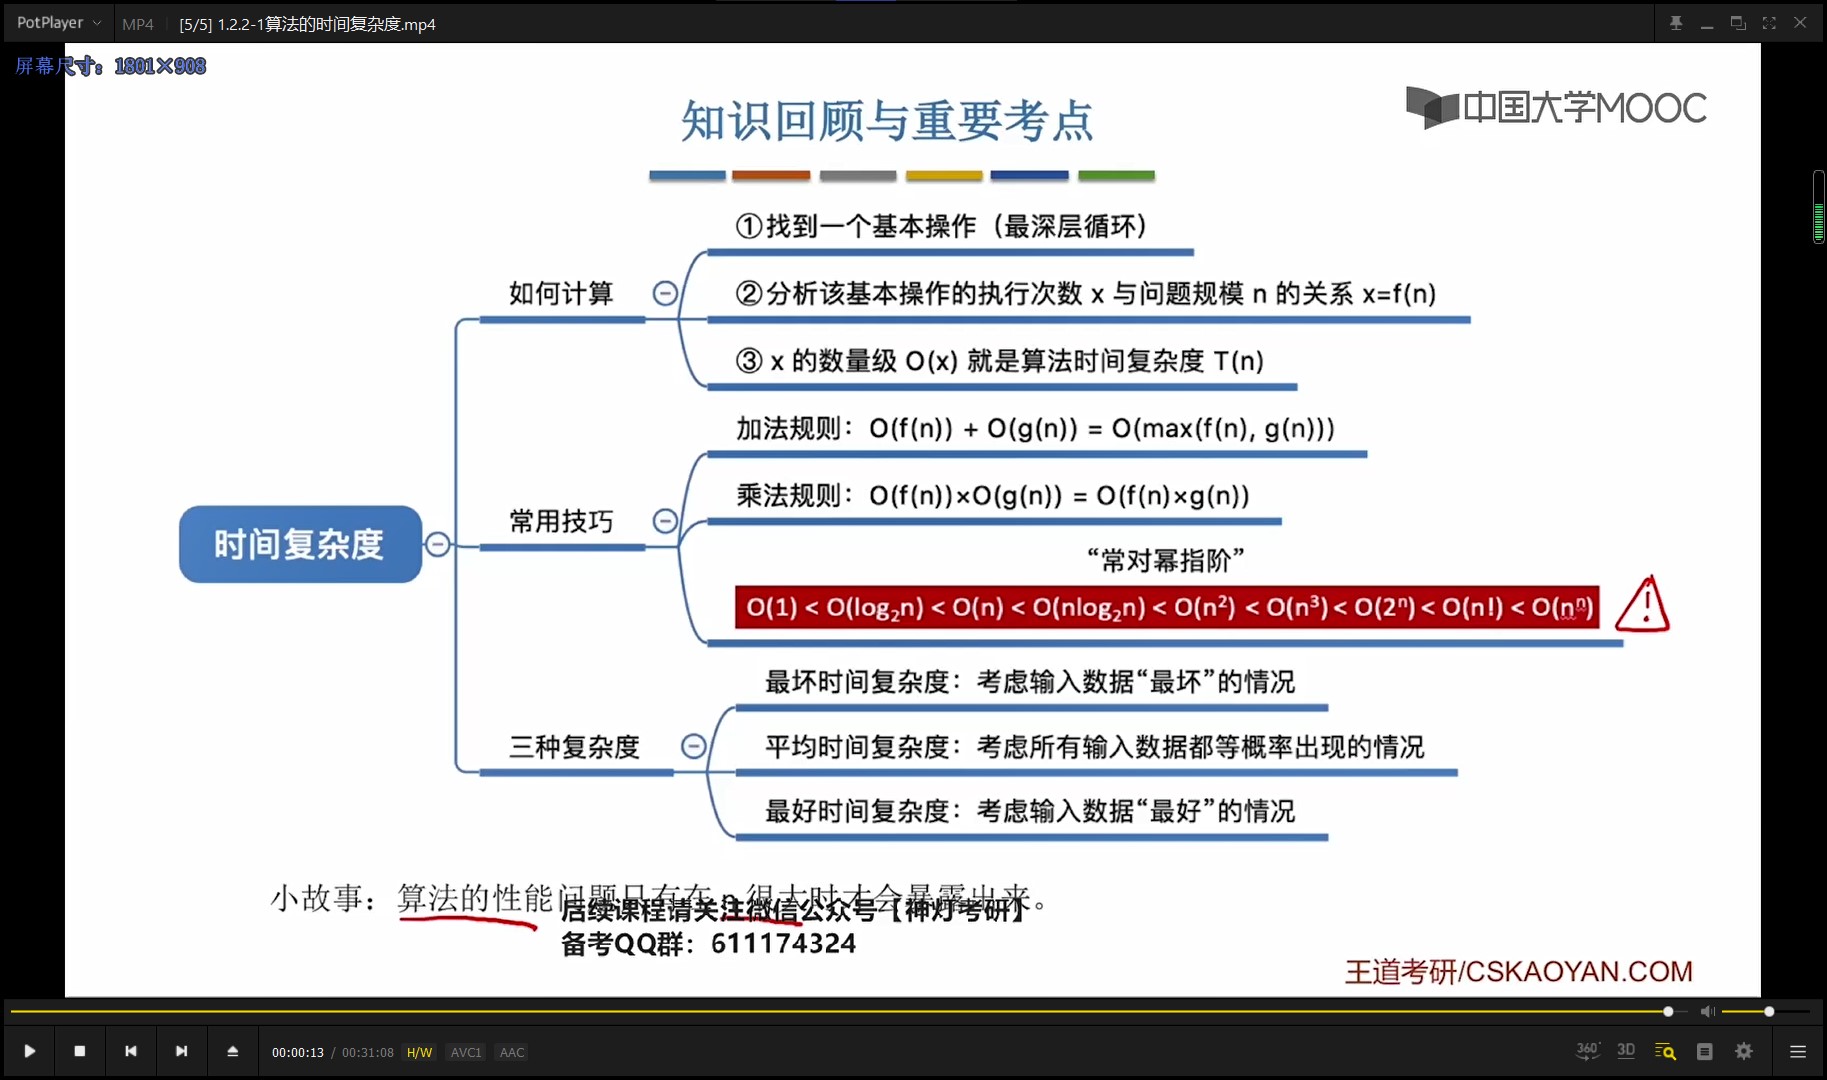 PotPlayer
MP4
[5/5] 1.2.2-1算法的时间复杂度.mp4
屏幕尺寸：1801×908
知识回顾与重要考点
中国大学MOOC
①找到一个基本操作（最深层循环）
如何计算
②分析该基本操作的执行次数 x 与问题规模 n 的关系 x=f(n)
③ x 的数量级 O(x) 就是算法时间复杂度 T(n)
加法规则：O(f(n)) + O(g(n)) = O(max(f(n), g(n)))
乘法规则：O(f(n))×O(g(n)) = O(f(n)×g(n))
常用技巧
时间复杂度
“常对幂指阶”
O(1) < O(log₂n) < O(n) < O(nlog₂n) < O(n²) < O(n³) < O(2ⁿ) < O(n!) < O(nⁿ)
最坏时间复杂度：考虑输入数据“最坏”的情况
三种复杂度
平均时间复杂度：考虑所有输入数据都等概率出现的情况
最好时间复杂度：考虑输入数据“最好”的情况
小故事：算法的性能问题只有在 n 很大时才会暴露出来。
后续课程请关注微信公众号【神灯考研】
备考QQ群：611174324
王道考研/CSKAOYAN.COM
00:00:13 / 00:31:08 H/W AVC1 AAC
360° 3D